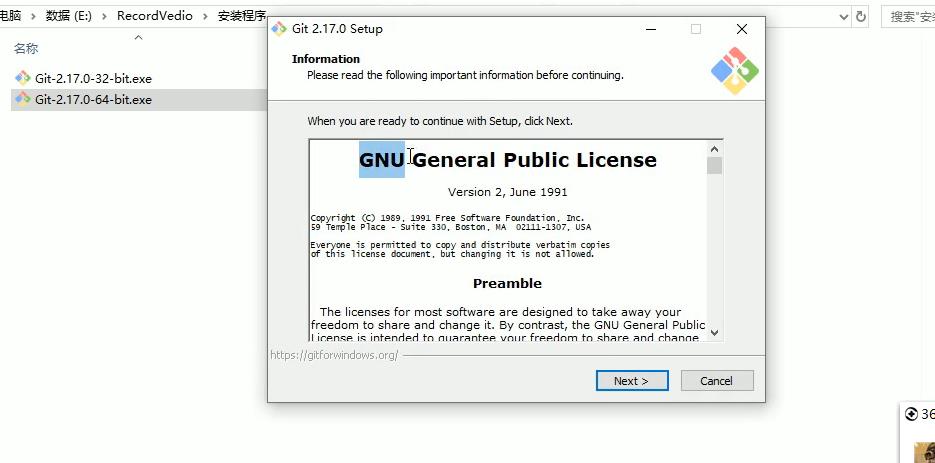 电脑 > 数据 (E:) > RecordVedio > 安装程序
搜索"安
名称
Git-2.17.0-32-bit.exe
Git-2.17.0-64-bit.exe
Git 2.17.0 Setup
Information
Please read the following important information before continuing.
When you are ready to continue with Setup, click Next.
GNU General Public License
Version 2, June 1991
Copyright (C) 1989, 1991 Free Software Foundation, Inc.
59 Temple Place - Suite 330, Boston, MA  02111-1307, USA
Everyone is permitted to copy and distribute verbatim copies
of this license document, but changing it is not allowed.
Preamble
The licenses for most software are designed to take away your
freedom to share and change it. By contrast, the GNU General Public
License is intended to guarantee your freedom to share and change
https://gitforwindows.org/
Next >
Cancel
36